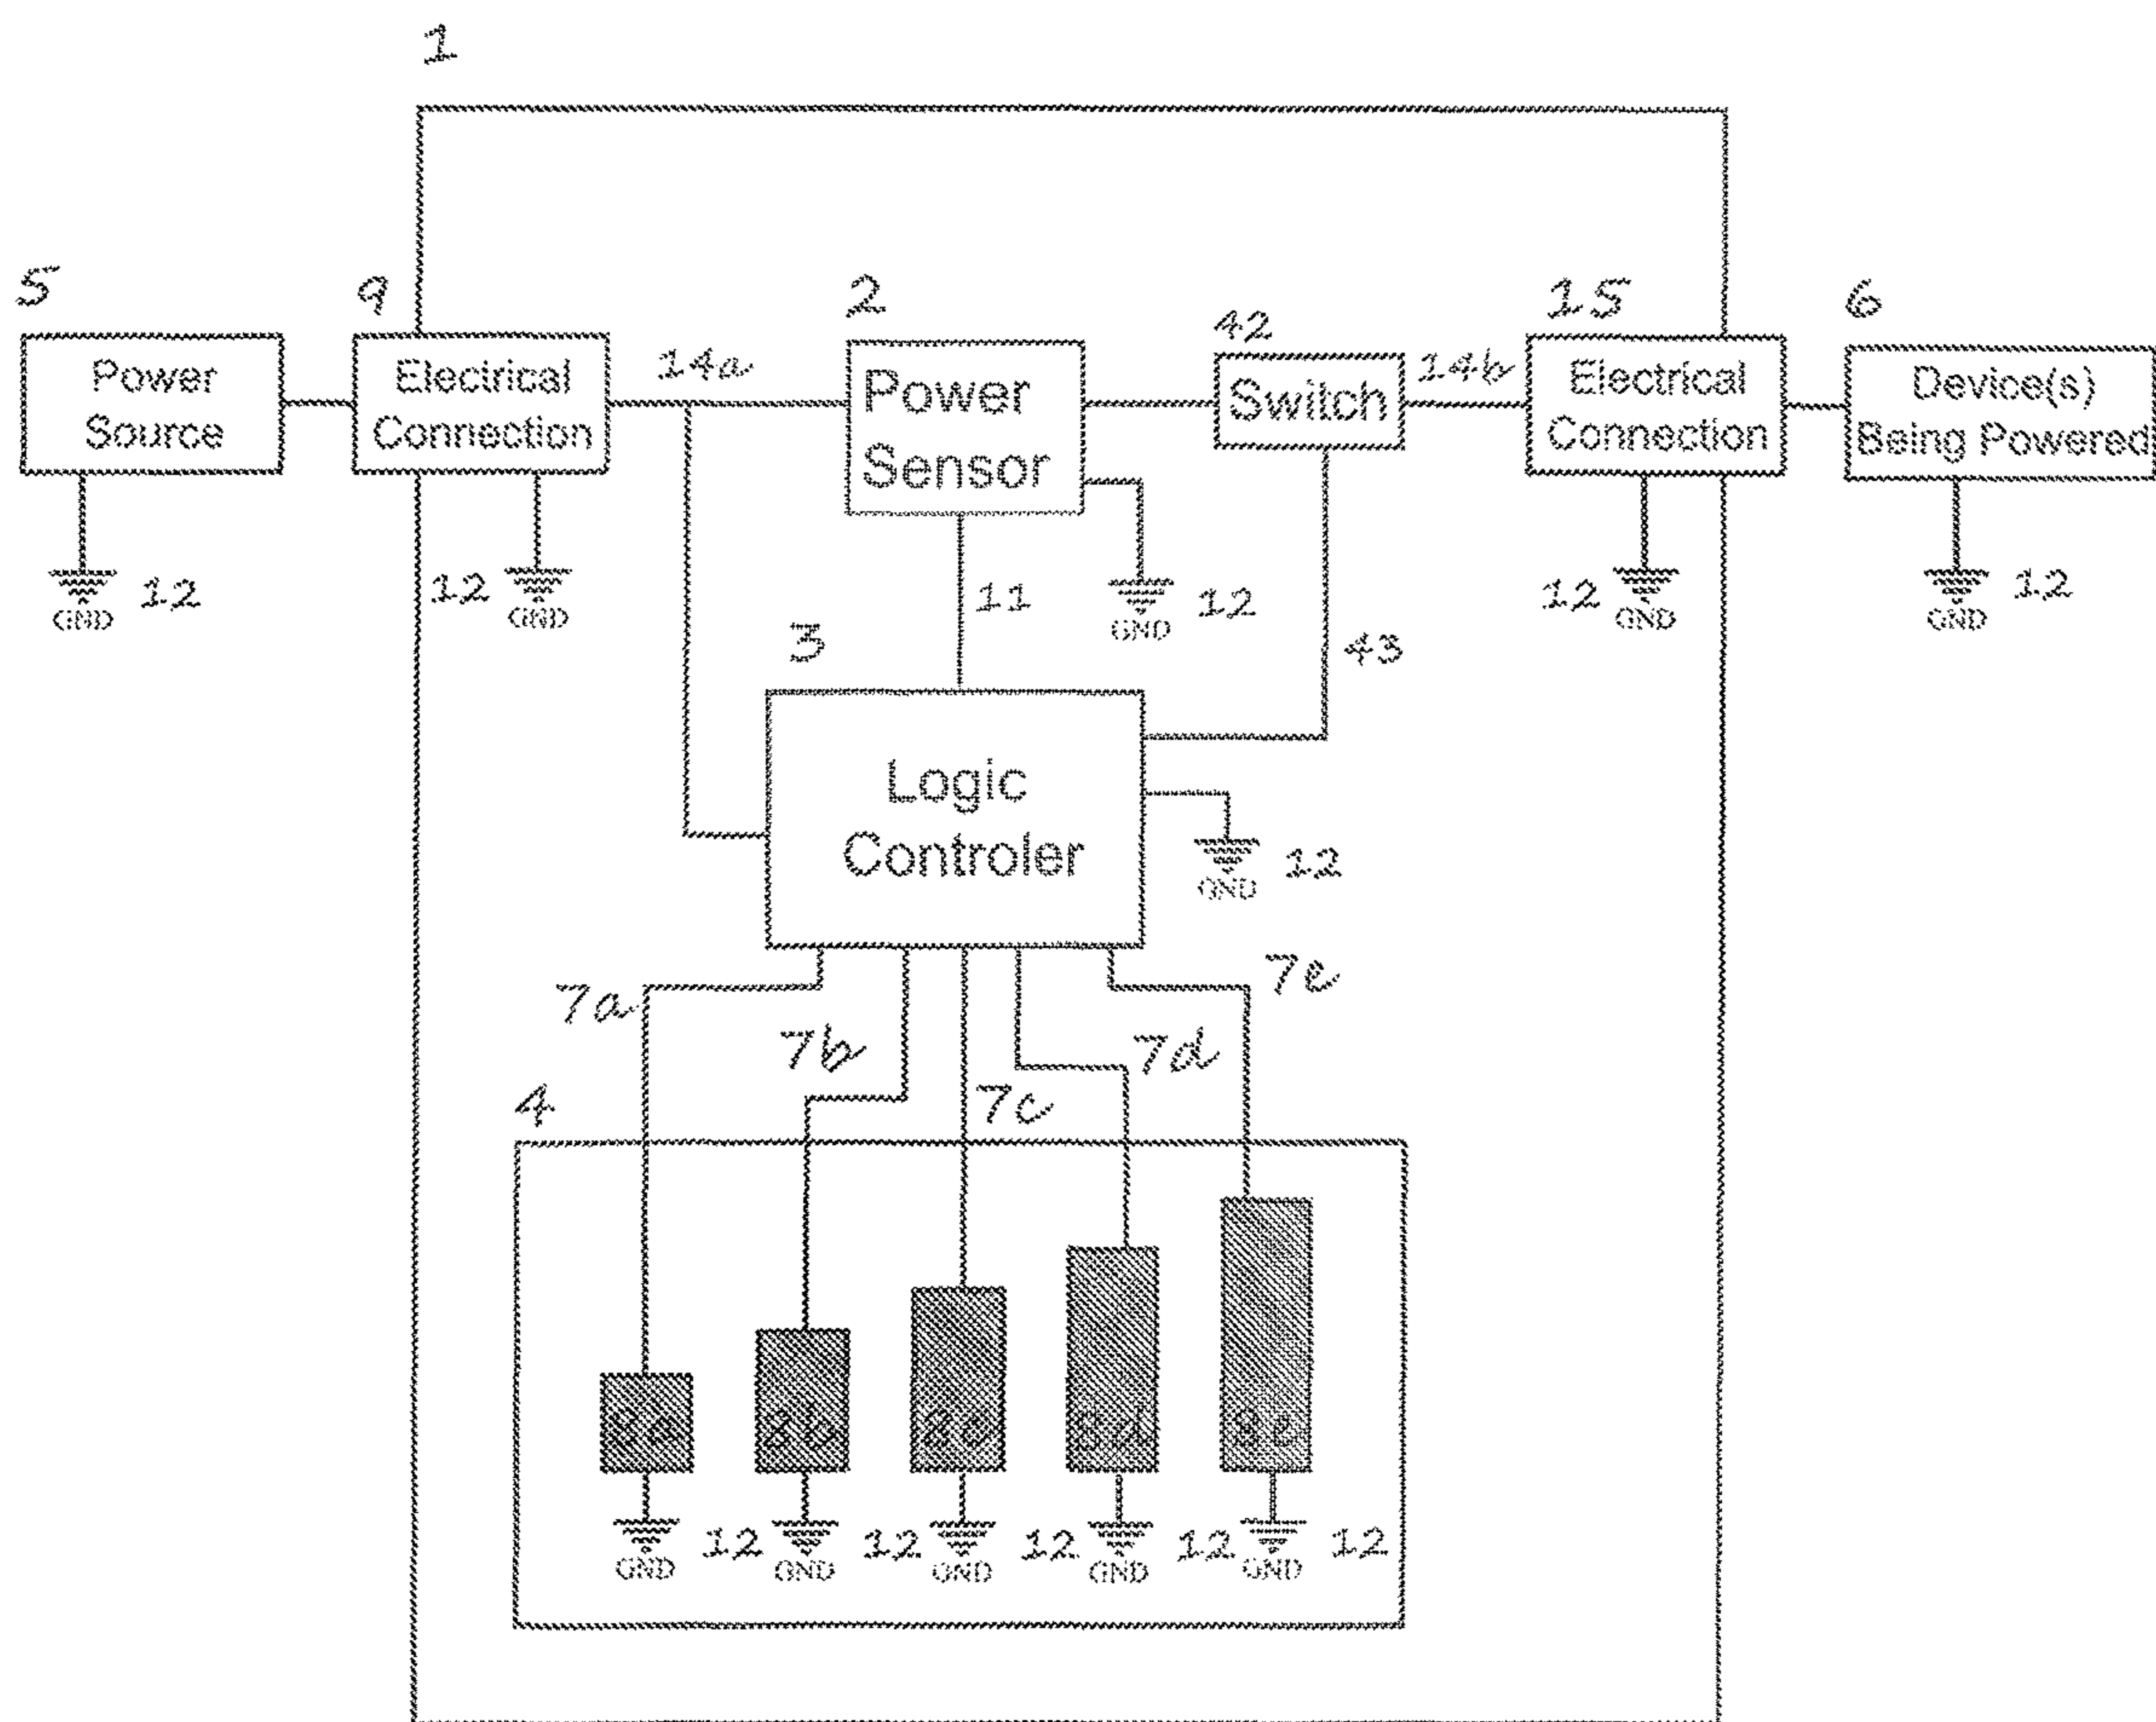 1
5
9
2
42
15
6
Power
Source
Electrical
Connection
14a
Power
Sensor
Switch
14b
Electrical
Connection
Device(s)
Being Powered
12
GND
12
GND
11
12
GND
43
12
GND
12
GND
3
Logic
Controler
12
GND
7a
7b
7c
7d
7e
4
8a
8b
8c
8d
8e
12
12
12
12
12
GND
GND
GND
GND
GND